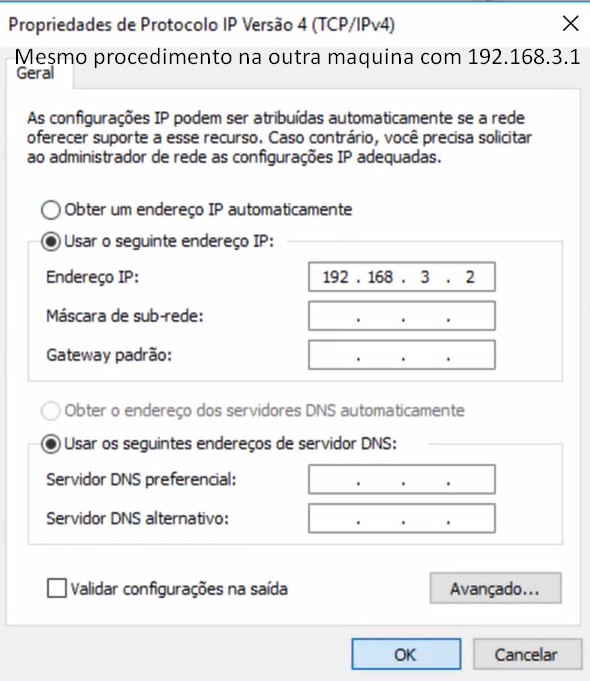 Propriedades de Protocolo IP Versão 4 (TCP/IPv4)
Mesmo procedimento na outra maquina com 192.168.3.1
Geral
As configurações IP podem ser atribuídas automaticamente se a rede
oferecer suporte a esse recurso. Caso contrário, você precisa solicitar
ao administrador de rede as configurações IP adequadas.
Obter um endereço IP automaticamente
Usar o seguinte endereço IP:
Endereço IP: 192 . 168 . 3 . 2
Máscara de sub-rede: . . .
Gateway padrão: . . .
Obter o endereço dos servidores DNS automaticamente
Usar os seguintes endereços de servidor DNS:
Servidor DNS preferencial: . . .
Servidor DNS alternativo: . . .
Validar configurações na saída
Avançado...
OK Cancelar